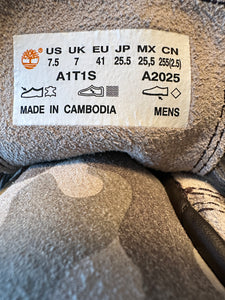 US UK EU JP MX CN
7.5 7 41 25.5 25,5 255(2.5)
A1T1S A2025
MADE IN CAMBODIA MENS